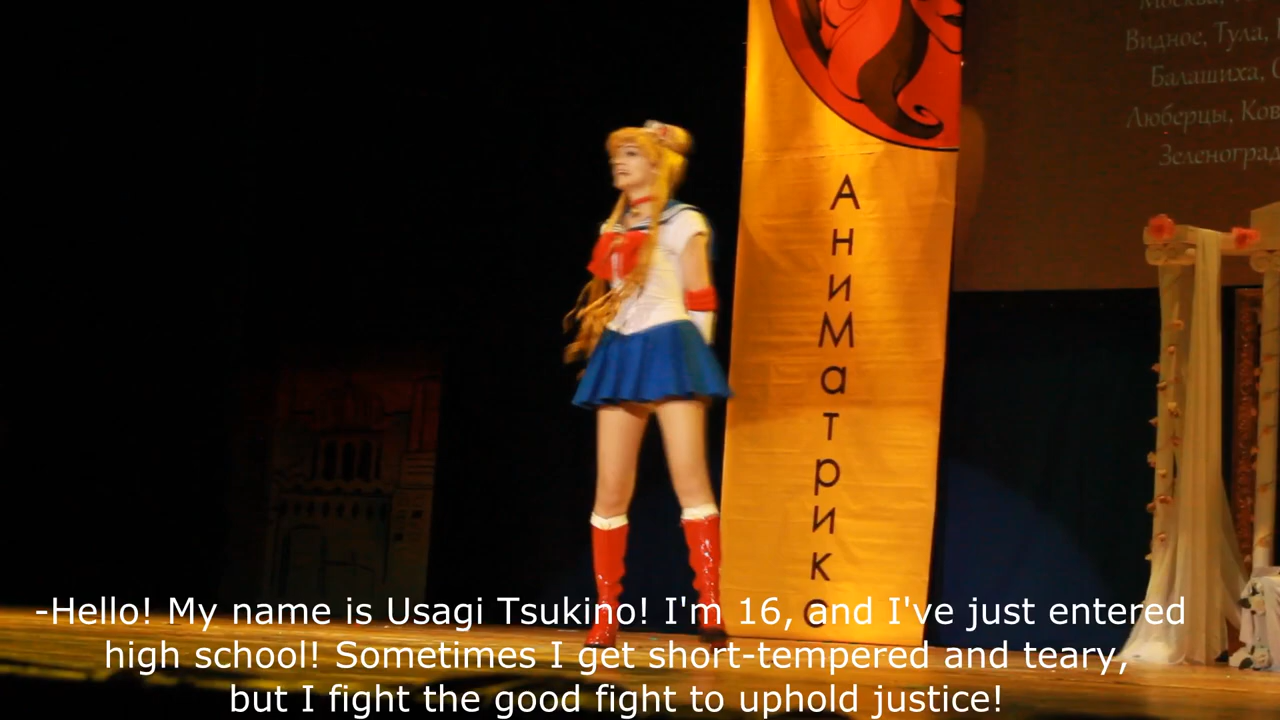 Москва,
Видное, Тула,
Балашиха,
Люберцы,
Зеленоград
Аниматрикс
-Hello! My name is Usagi Tsukino! I'm 16, and I've just entered
high school! Sometimes I get short-tempered and teary,
but I fight the good fight to uphold justice!